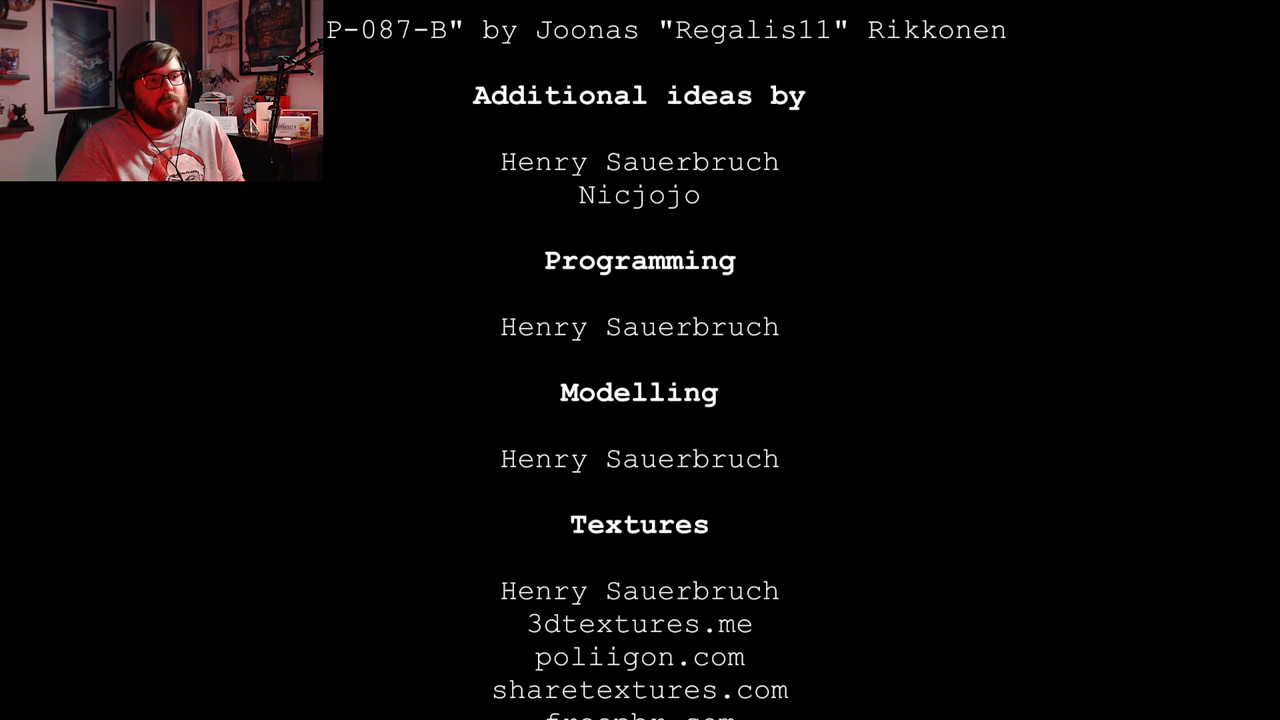 P-087-B" by Joonas "Regalis11" Rikkonen
Additional ideas by
Henry Sauerbruch
Nicjojo
Programming
Henry Sauerbruch
Modelling
Henry Sauerbruch
Textures
Henry Sauerbruch
3dtextures.me
poliigon.com
sharetextures.com